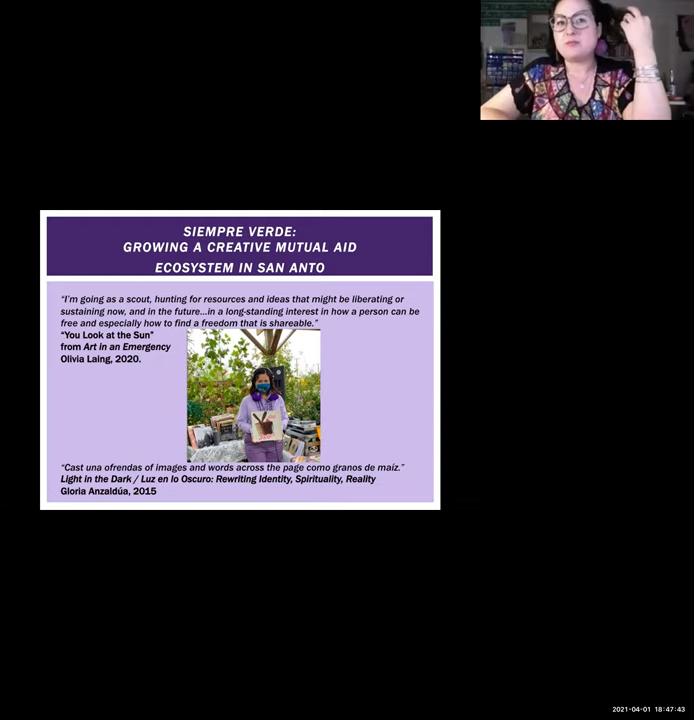 SIEMPRE VERDE:
GROWING A CREATIVE MUTUAL AID
ECOSYSTEM IN SAN ANTO
“I’m going as a scout, hunting for resources and ideas that might be liberating or
sustaining now, and in the future...in a long-standing interest in how a person can be
free and especially how to find a freedom that is shareable.”
“You Look at the Sun”
from Art in an Emergency
Olivia Laing, 2020.
“Cast una ofrendas of images and words across the page como granos de maíz.”
Light in the Dark / Luz en lo Oscuro: Rewriting Identity, Spirituality, Reality
Gloria Anzaldúa, 2015
2021-04-01 18:47:43